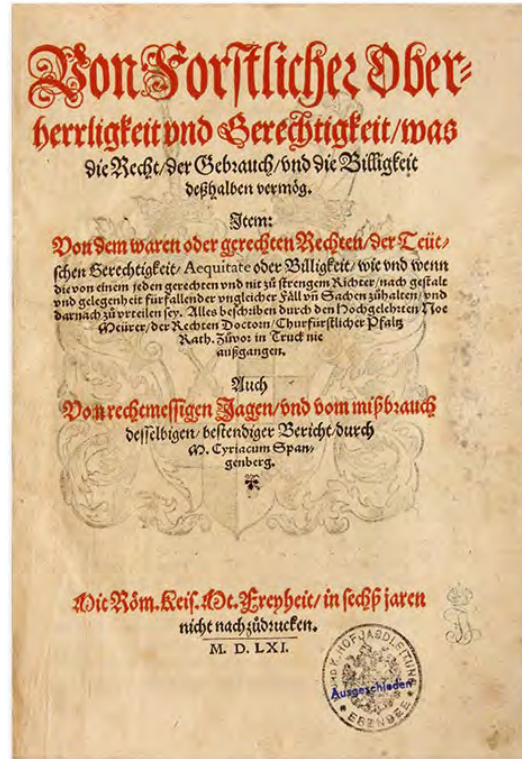 Von Forstlicher Ober⸗
herrligkeit vnd Gerechtigkeit/was
die Recht/der Gebrauch/vnd die Billigkeit
deßhalben vermög.
Item:
Von dem waren oder gerechten Rechten/der Teüt⸗
schen Gerechtigkeit/Aequitate oder Billigkeit/wie vnd wenn
die von einem jeden gerechten vnd nit zů strengem Richter/nach gestalt
vnd gelegenheit fürfallender vngleicher Fäll vñ Sachen zůhalten/vnd
darnach zů vrteilen sey. Alles beschriben durch den Hochgelehrten Noe
Meürer/der Rechten Doctorn/Churfürstlicher Pfaltz
Rath. Zůvor in Truck nie
außgangen.
Auch
Von rechtmessigen Jagen/vnd vom mißbrauch
desselbigen/bestendiger Bericht/durch
M. Cyriacum Span⸗
genberg.
Mit Röm. Keis. Mt. Freyheit/in sechß jaren
nicht nachzůdrucken.
M. D. LXI.
K. HOFJAGDLEITUNG
Ausgeschieden
EBENSEE